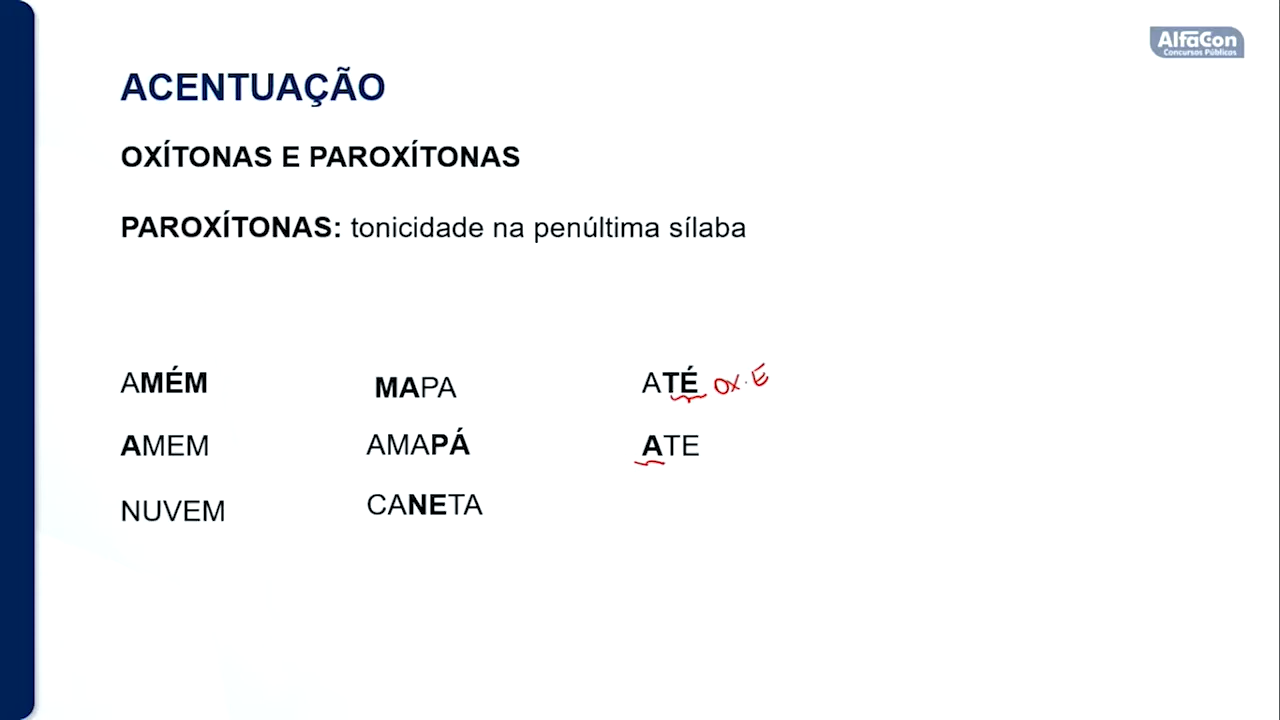 AlfaCon
Concursos Públicos
ACENTUAÇÃO
OXÍTONAS E PAROXÍTONAS
PAROXÍTONAS: tonicidade na penúltima sílaba
AMÉM
AMEM
NUVEM
MAPA
AMAPÁ
CANETA
ATÉ OX. E
ATE